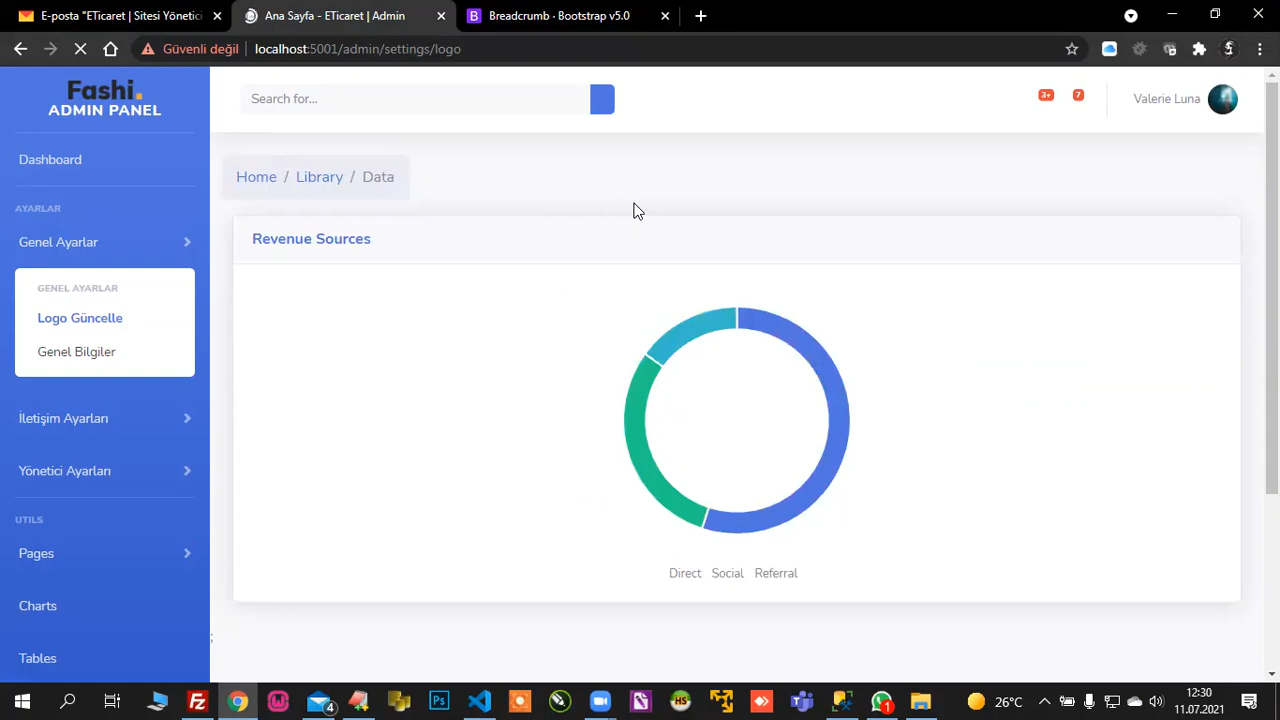 E-posta "ETicaret | Sitesi Yönetici
Ana Sayfa - ETicaret | Admin
Breadcrumb · Bootstrap v5.0
Güvenli değil
localhost:5001/admin/settings/logo
Fashi.
ADMIN PANEL
Search for...
3+
7
Valerie Luna
Dashboard
Home / Library / Data
AYARLAR
Genel Ayarlar
Revenue Sources
GENEL AYARLAR
Logo Güncelle
Genel Bilgiler
İletişim Ayarları
Yönetici Ayarları
UTILS
Pages
Direct Social Referral
Charts
;
Tables
4
1
26°C
12:30
11.07.2021